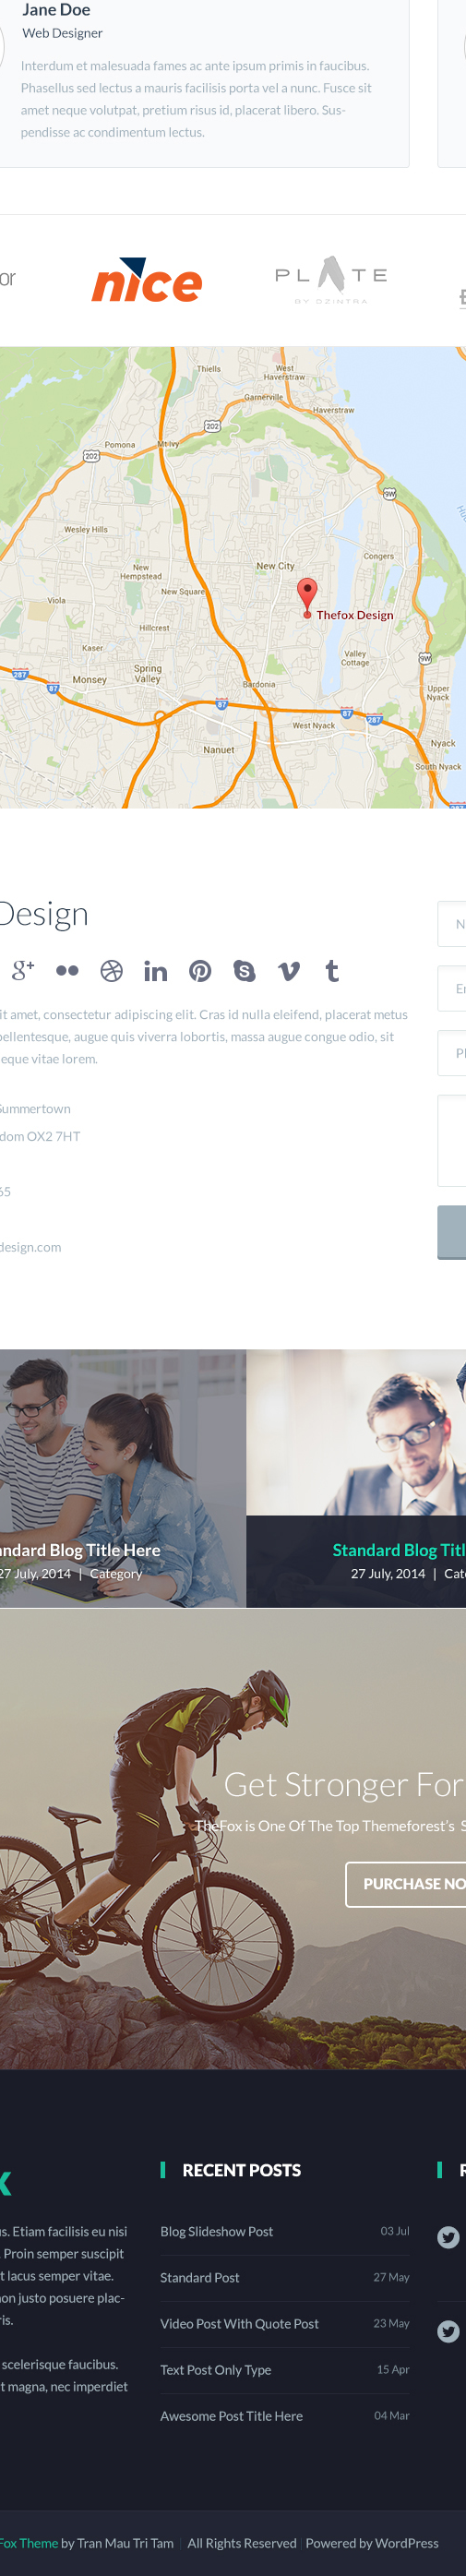 Jane Doe
Web Designer
Interdum et malesuada fames ac ante ipsum primis in faucibus.
Phasellus sed lectus a mauris facilisis porta vel a nunc. Fusce sit
amet neque volutpat, pretium risus id, placerat libero. Sus-
pendisse ac condimentum lectus.
or
nice
PLATE
BY DZINTRA
Thiells
West
Haverstraw
Garnerville
Haverstraw
202
Pomona
Mt Ivy
202
9W
Wesley Hills
Congers
New City
New
Hempstead
New Square
Viola
Thefox Design
Hillcrest
Kaser
Valley
Cottage
9W
Spring
Valley
Monsey
287
87
Bardonia
Upper
Nyack
87
87
287
West Nyack
Nanuet
Nyack
South Nyack
Design
it amet, consectetur adipiscing elit. Cras id nulla eleifend, placerat metus
pellentesque, augue quis viverra lobortis, massa augue congue odio, sit
eque vitae lorem.
Summertown
dom OX2 7HT
65
design.com
N
Er
Pl
ndard Blog Title Here
27 July, 2014 | Category
Standard Blog Titl
27 July, 2014 | Cat
Get Stronger For
TheFox is One Of The Top Themeforest's S
PURCHASE NO
X
s. Etiam facilisis eu nisi
. Proin semper suscipit
t lacus semper vitae.
non justo posuere plac-
ris.
scelerisque faucibus.
t magna, nec imperdiet
RECENT POSTS
Blog Slideshow Post 03 Jul
Standard Post 27 May
Video Post With Quote Post 23 May
Text Post Only Type 15 Apr
Awesome Post Title Here 04 Mar
R
Fox Theme by Tran Mau Tri Tam | All Rights Reserved | Powered by WordPress